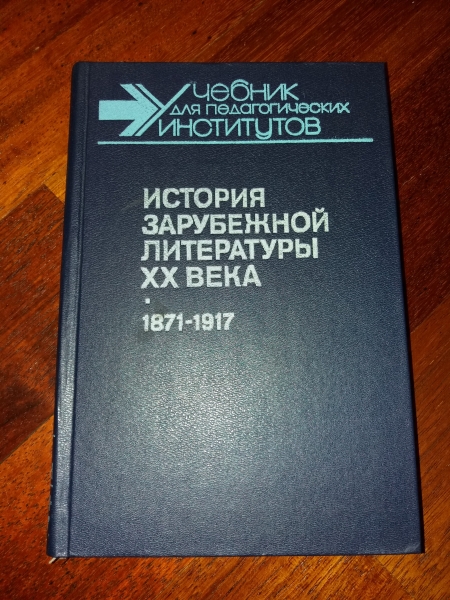 Учебник
для педагогических
институтов
ИСТОРИЯ
ЗАРУБЕЖНОЙ
ЛИТЕРАТУРЫ
XX ВЕКА
1871-1917